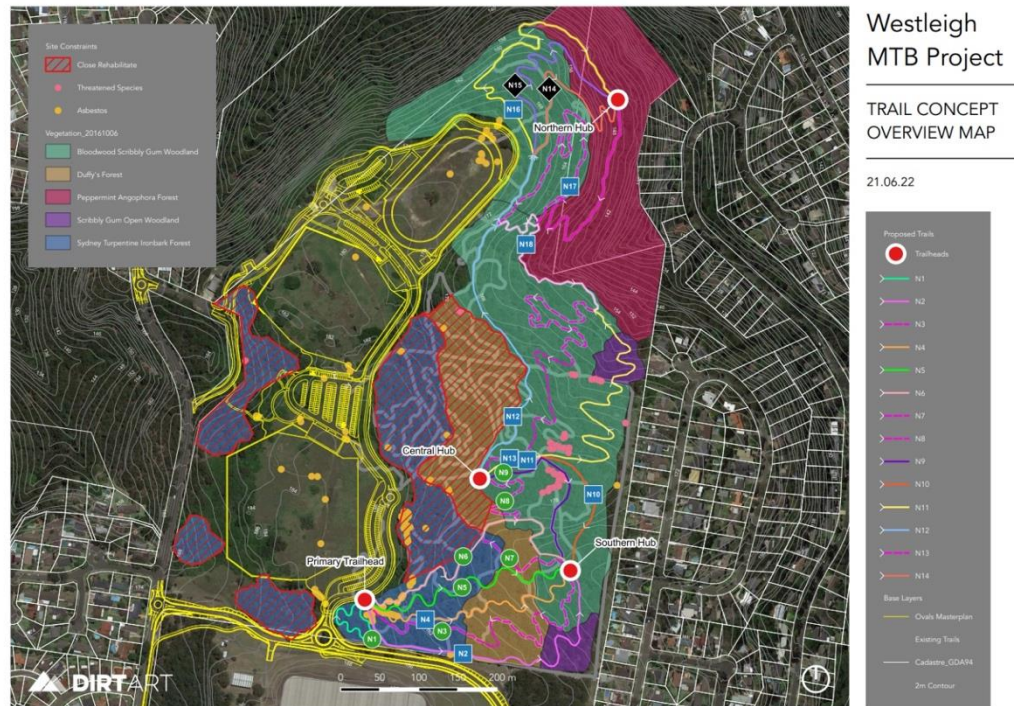 Westleigh
MTB Project
TRAIL CONCEPT
OVERVIEW MAP
21.06.22
Site Constraints
Close Rehabilitate
Threatened Species
Asbestos
Vegetation_20161006
Bloodwood Scribbly Gum Woodland
Duffy's Forest
Peppermint Angophora Forest
Scribbly Gum Open Woodland
Sydney Turpentine Ironbark Forest
N15
N14
N16
Northern Hub
N17
N18
N12
Central Hub
N13
N11
N9
N10
N8
Southern Hub
Primary Trailhead
N6
N7
N5
N4
N3
N1
N2
DIRTART
0 50 100 150 200 m
Proposed Trails
Trailheads
N1
N2
N3
N4
N5
N6
N7
N8
N9
N10
N11
N12
N13
N14
Base Layers
Ovals Masterplan
Existing Trails
Cadastre_GDA94
2m Contour